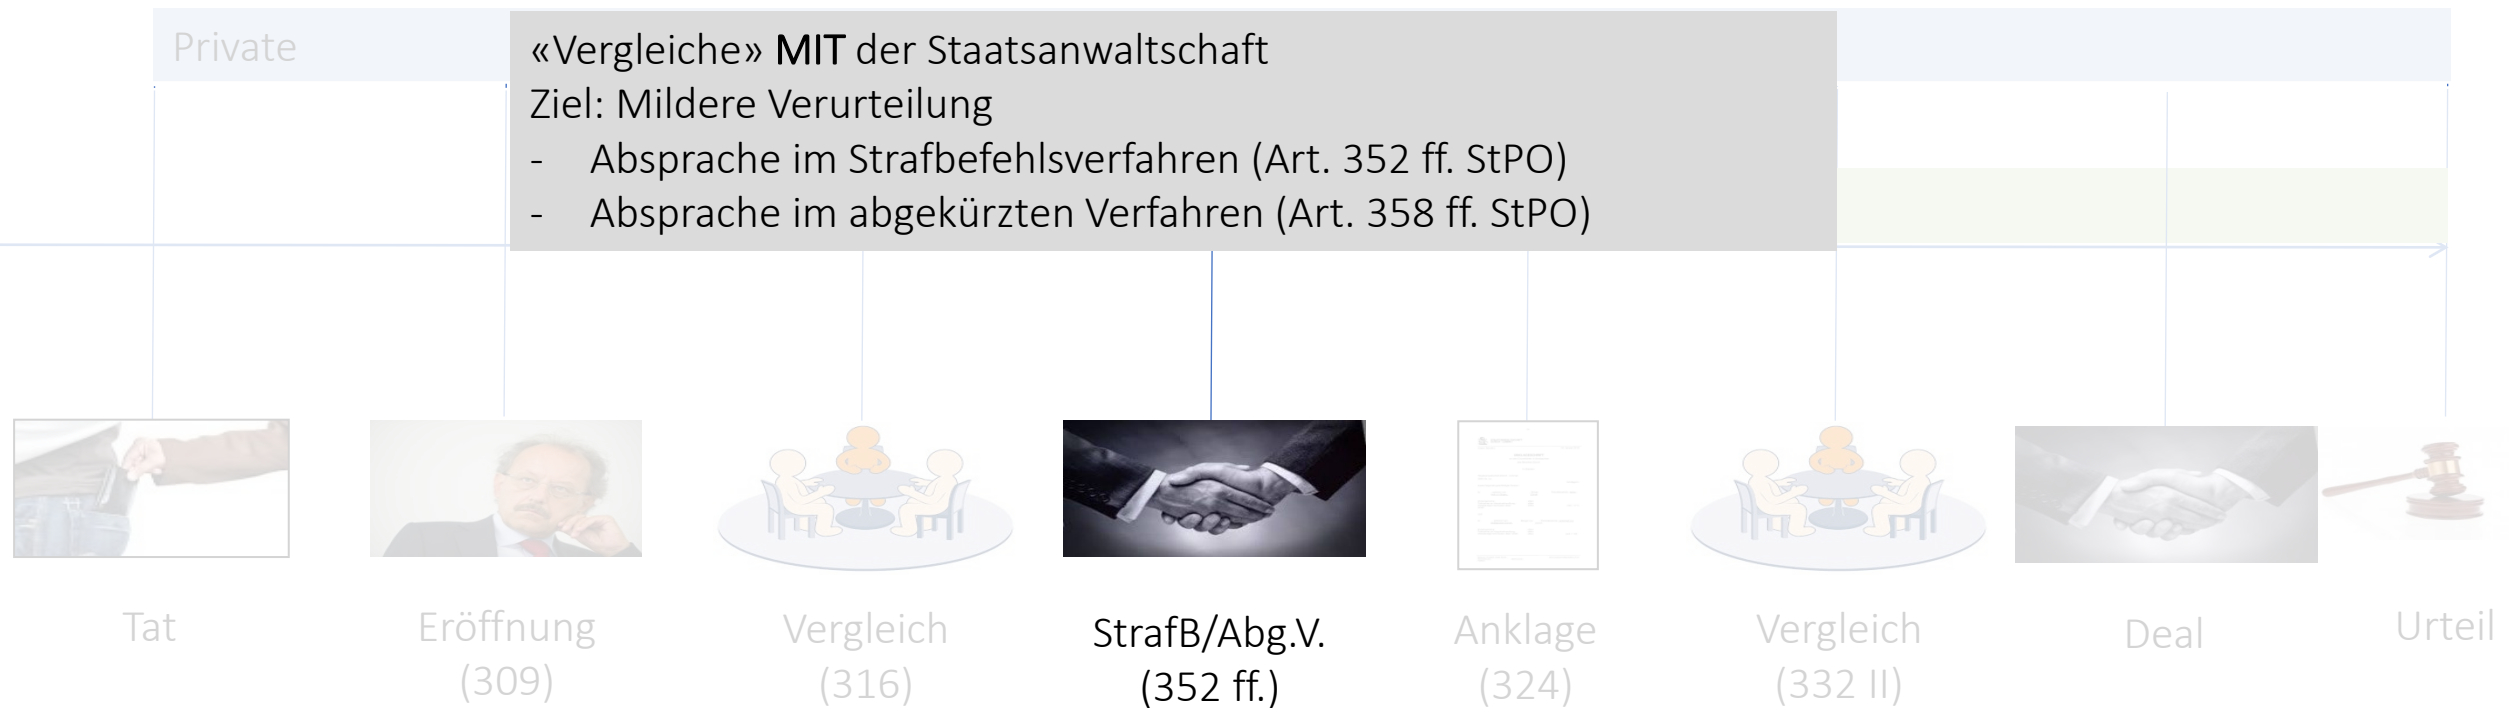 Private
«Vergleiche» MIT der Staatsanwaltschaft
Ziel: Mildere Verurteilung
- Absprache im Strafbefehlsverfahren (Art. 352 ff. StPO)
- Absprache im abgekürzten Verfahren (Art. 358 ff. StPO)
Tat
Eröffnung
(309)
Vergleich
(316)
StrafB/Abg.V.
(352 ff.)
Anklage
(324)
Vergleich
(332 II)
Deal
Urteil